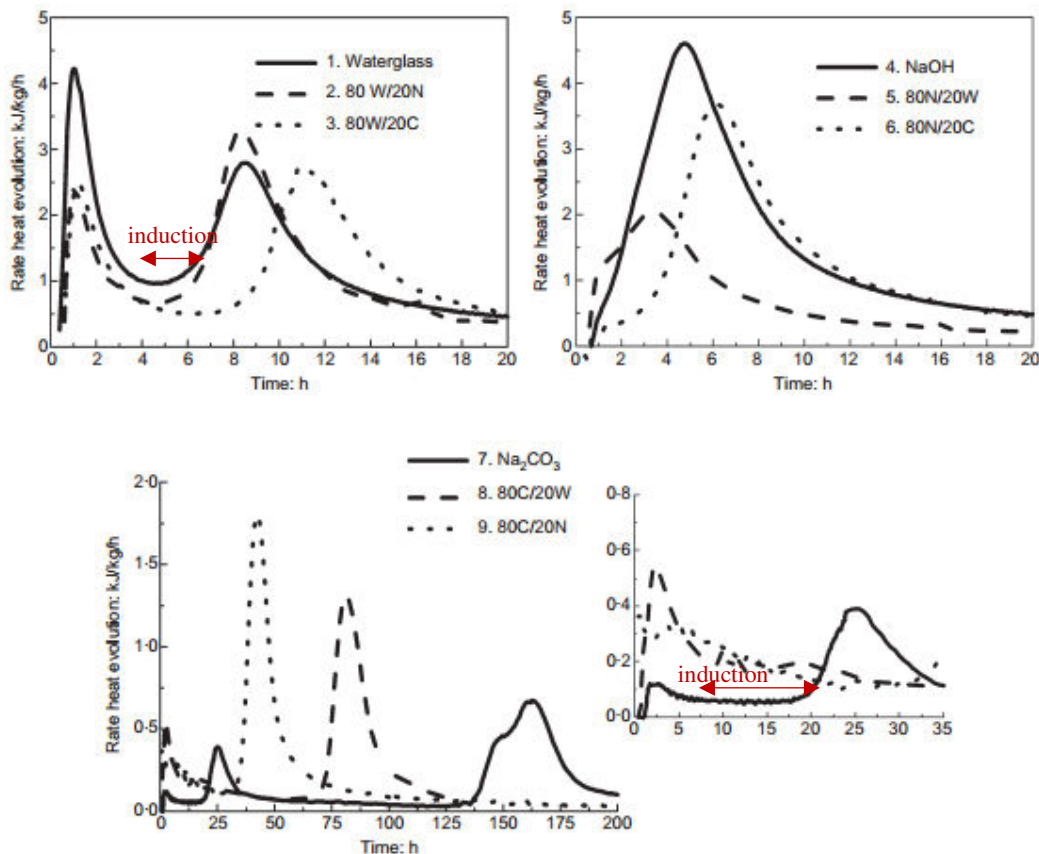 5
4
3
2
1
0
Rate heat evolution: kJ/kg/h
1. Waterglass
2. 80 W/20N
3. 80W/20C
induction
0 2 4 6 8 10 12 14 16 18 20
Time: h
5
4
3
2
1
0
Rate heat evolution: kJ/kg/h
4. NaOH
5. 80N/20W
6. 80N/20C
0 2 4 6 8 10 12 14 16 18 20
Time: h
7. Na₂CO₃
8. 80C/20W
9. 80C/20N
2·0
1·5
1·0
0·5
0·0
Rate heat evolution: kJ/kg/h
0 25 50 75 100 125 150 175 200
Time: h
0·8
0·6
0·4
0·2
0·0
induction
0 5 10 15 20 25 30 35